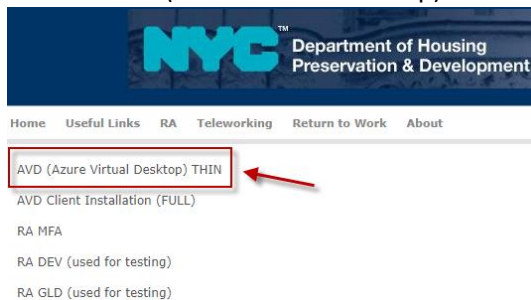 NYC™
Department of Housing
Preservation & Development
Home Useful Links RA Teleworking Return to Work About
AVD (Azure Virtual Desktop) THIN
AVD Client Installation (FULL)
RA MFA
RA DEV (used for testing)
RA GLD (used for testing)